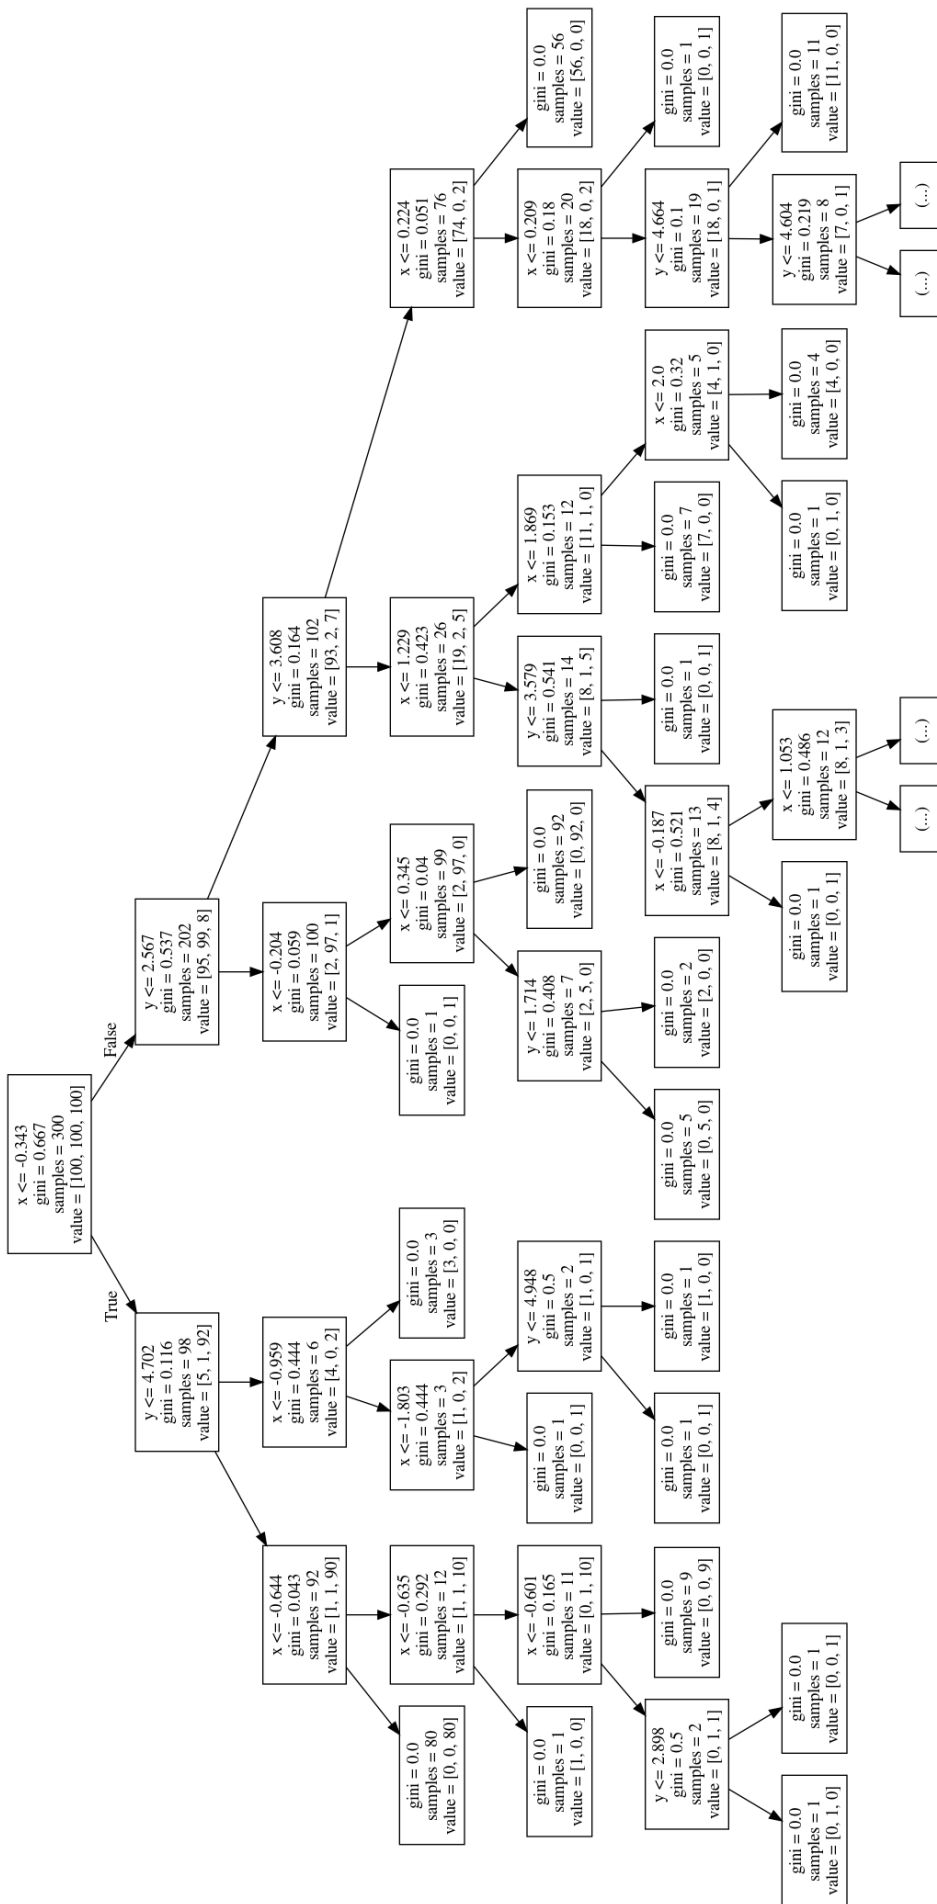 x <= -0.343
gini = 0.667
samples = 300
value = [100, 100, 100]
True
False
y <= 4.702
gini = 0.116
samples = 98
value = [5, 1, 92]
y <= 2.567
gini = 0.537
samples = 202
value = [95, 99, 8]
x <= -0.644
gini = 0.043
samples = 92
value = [1, 1, 90]
x <= -0.959
gini = 0.444
samples = 6
value = [4, 0, 2]
x <= -0.204
gini = 0.059
samples = 100
value = [2, 97, 1]
y <= 3.608
gini = 0.164
samples = 102
value = [93, 2, 7]
gini = 0.0
samples = 80
value = [0, 0, 80]
x <= -0.635
gini = 0.292
samples = 12
value = [1, 1, 10]
x <= -1.803
gini = 0.444
samples = 3
value = [1, 0, 2]
gini = 0.0
samples = 3
value = [3, 0, 0]
gini = 0.0
samples = 1
value = [0, 0, 1]
x <= 0.345
gini = 0.04
samples = 99
value = [2, 97, 0]
x <= 1.229
gini = 0.423
samples = 26
value = [19, 2, 5]
x <= 0.224
gini = 0.051
samples = 76
value = [74, 0, 2]
gini = 0.0
samples = 1
value = [1, 0, 0]
x <= -0.601
gini = 0.165
samples = 11
value = [0, 1, 10]
gini = 0.0
samples = 1
value = [0, 0, 1]
y <= 4.948
gini = 0.5
samples = 2
value = [1, 0, 1]
y <= 1.714
gini = 0.408
samples = 7
value = [2, 5, 0]
gini = 0.0
samples = 92
value = [0, 92, 0]
y <= 3.579
gini = 0.541
samples = 14
value = [8, 1, 5]
x <= 1.869
gini = 0.153
samples = 12
value = [11, 1, 0]
x <= 0.209
gini = 0.18
samples = 20
value = [18, 0, 2]
gini = 0.0
samples = 56
value = [56, 0, 0]
y <= 2.898
gini = 0.5
samples = 2
value = [0, 1, 1]
gini = 0.0
samples = 9
value = [0, 0, 9]
gini = 0.0
samples = 1
value = [0, 0, 1]
gini = 0.0
samples = 1
value = [1, 0, 0]
gini = 0.0
samples = 5
value = [0, 5, 0]
gini = 0.0
samples = 2
value = [2, 0, 0]
x <= -0.187
gini = 0.521
samples = 13
value = [8, 1, 4]
gini = 0.0
samples = 1
value = [0, 0, 1]
gini = 0.0
samples = 7
value = [7, 0, 0]
x <= 2.0
gini = 0.32
samples = 5
value = [4, 1, 0]
y <= 4.664
gini = 0.1
samples = 19
value = [18, 0, 1]
gini = 0.0
samples = 1
value = [0, 0, 1]
gini = 0.0
samples = 1
value = [0, 1, 0]
gini = 0.0
samples = 1
value = [0, 0, 1]
gini = 0.0
samples = 1
value = [0, 0, 1]
x <= 1.053
gini = 0.486
samples = 12
value = [8, 1, 3]
gini = 0.0
samples = 1
value = [0, 1, 0]
gini = 0.0
samples = 4
value = [4, 0, 0]
y <= 4.604
gini = 0.219
samples = 8
value = [7, 0, 1]
gini = 0.0
samples = 11
value = [11, 0, 0]
(...)
(...)
(...)
(...)